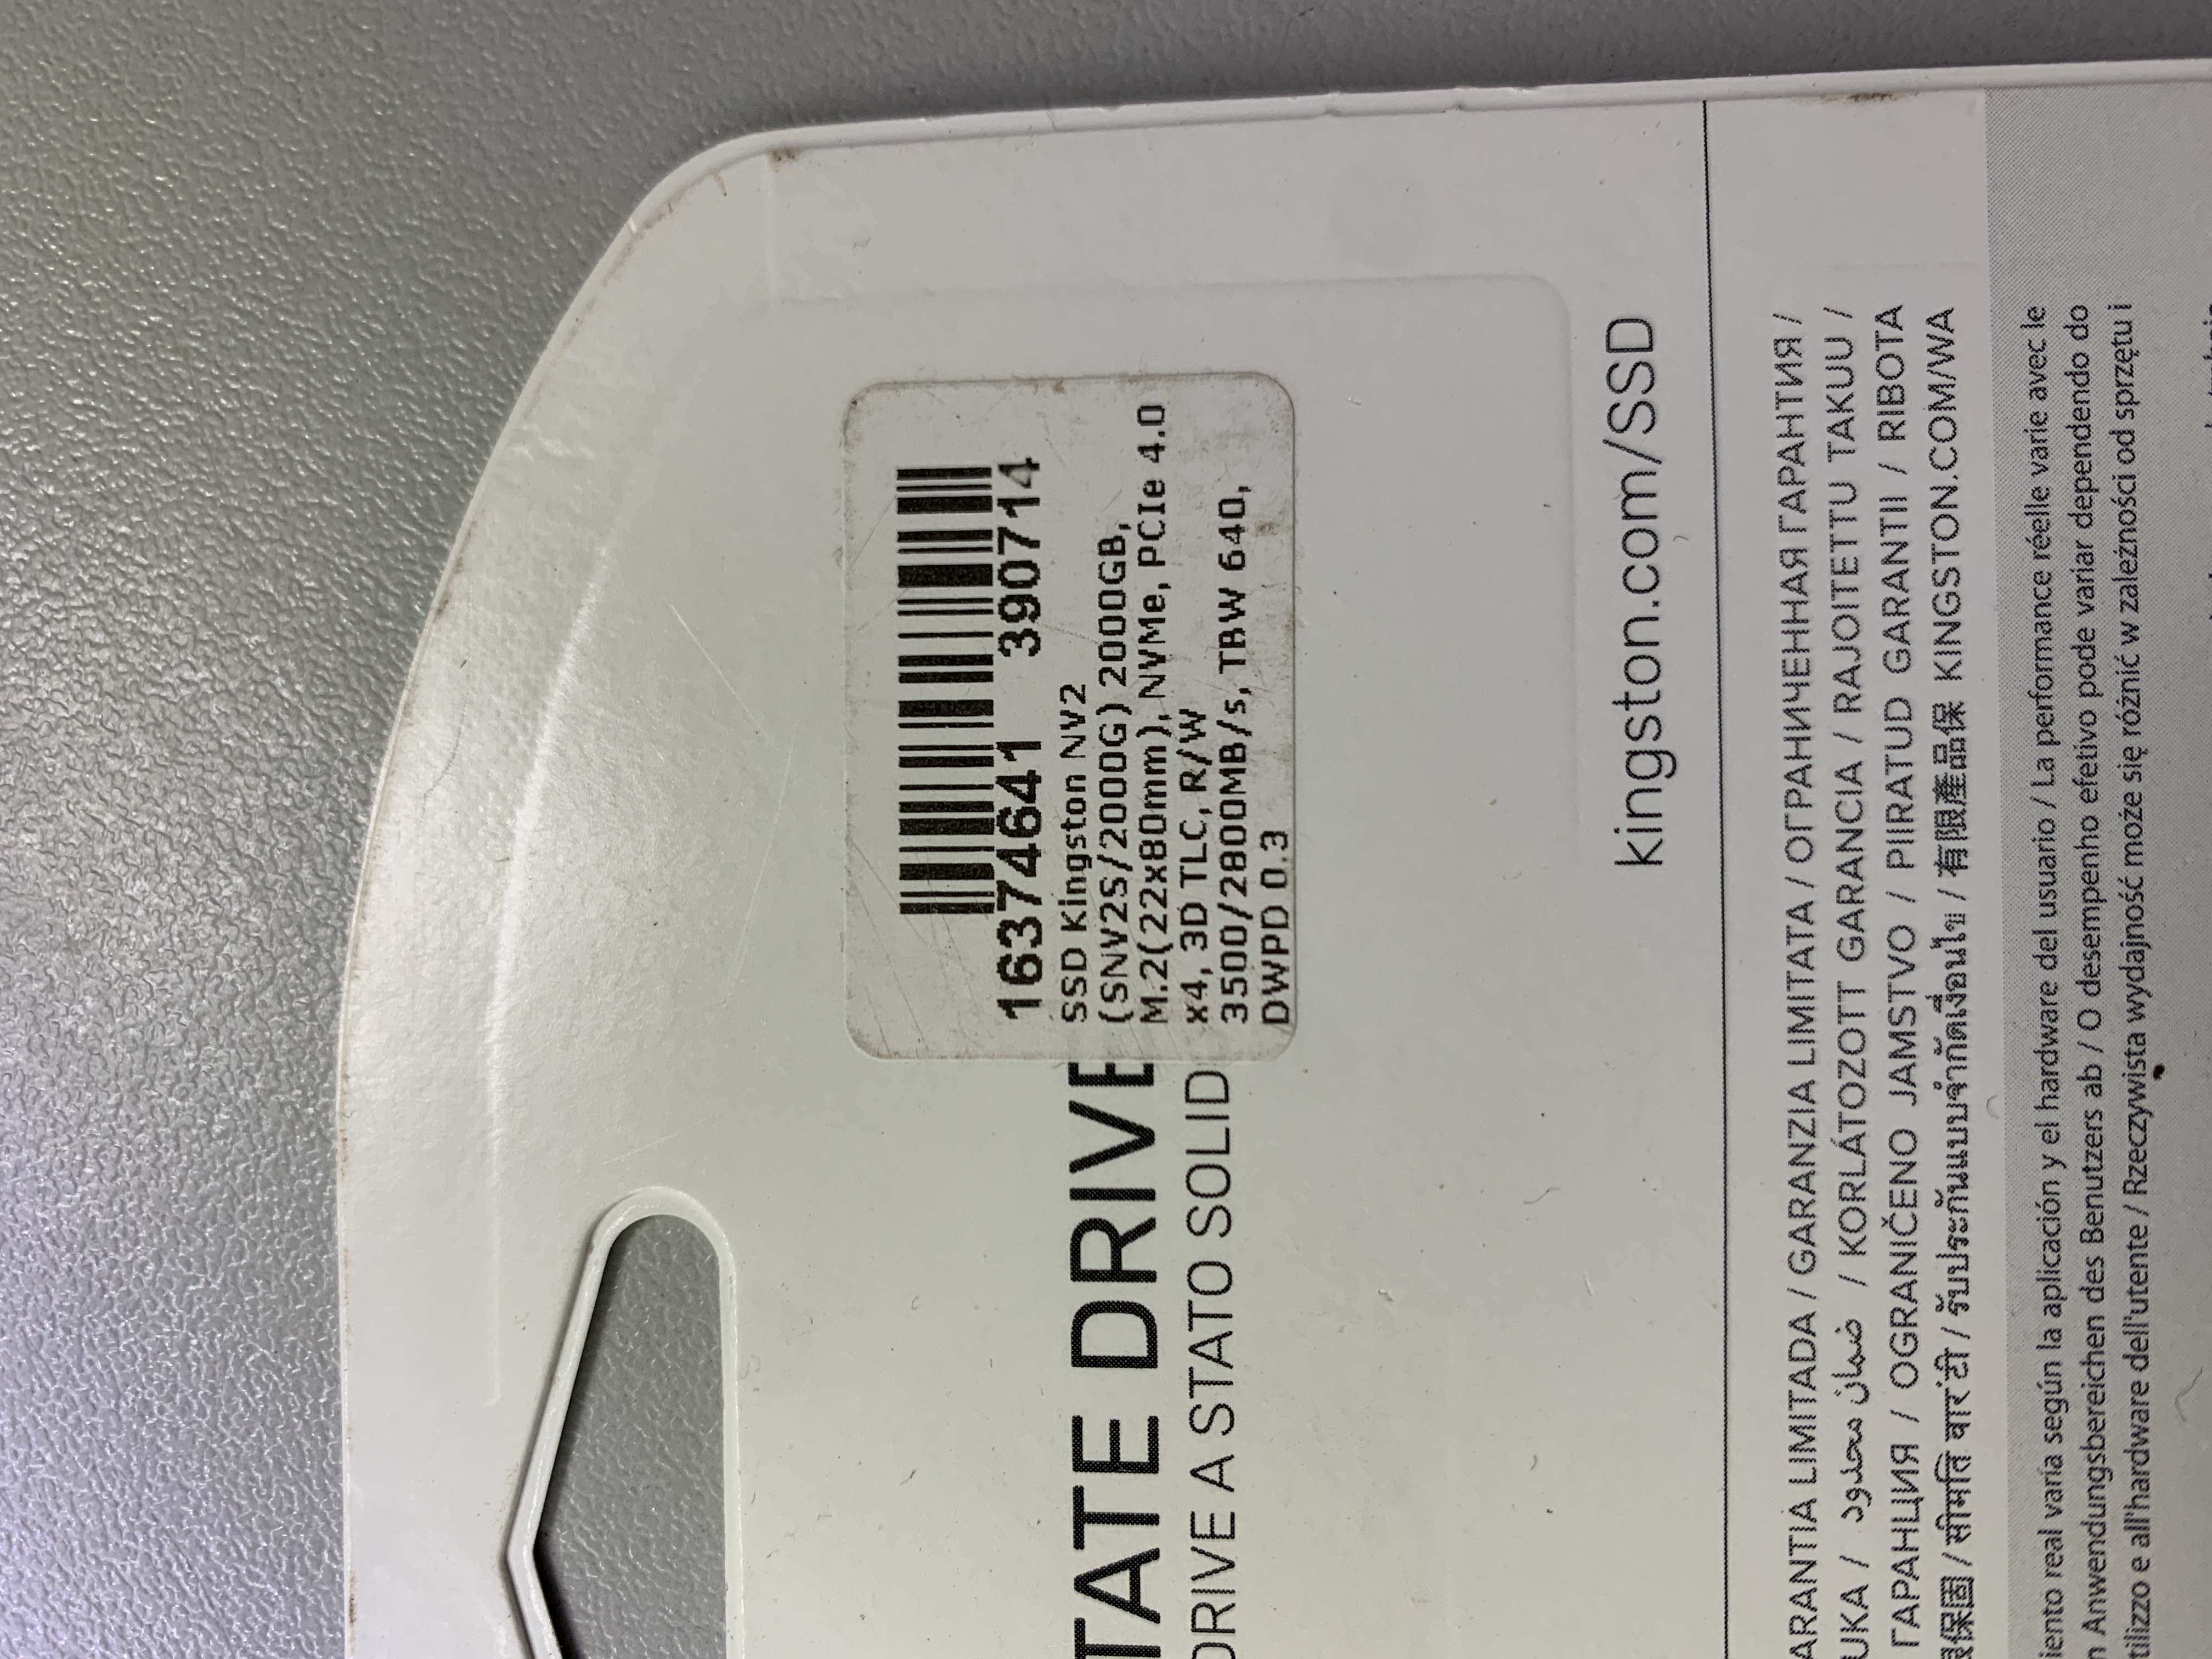 16374641 390714
SSD Kingston NV2
(SNV2S/2000G) 2000GB,
M.2(22x80mm), NVMe, PCIe 4.0
x4, 3D TLC, R/W
3500/2800MB/s, TBW 640,
DWPD 0.3
TATE DRIVE
DRIVE A STATO SOLID
kingston.com/SSD
ARANTIA LIMITADA / GARANZIA LIMITATA / ОГРАНИЧЕННАЯ ГАРАНТИЯ /
UKA / ضمان محدود / KORLÁTOZOTT GARANCIA / RAJOITETTU TAKUU /
ГАРАНЦИЯ / OGRANIČENO JAMSTVO / PIIRATUD GARANTII / RIBOTA
保固 / सीमित वारंटी / รับประกันแบบจำกัดเงื่อนไข / 有限產品保 KINGSTON.COM/WA
iento real varía según la aplicación y el hardware del usuario / La performance réelle varie avec le
n Anwendungsbereichen des Benutzers ab / O desempenho efetivo pode variar dependendo do
tilizzo e all'hardware dell'utente / Rzeczywista wydajność może się różnić w zależności od sprzętu i